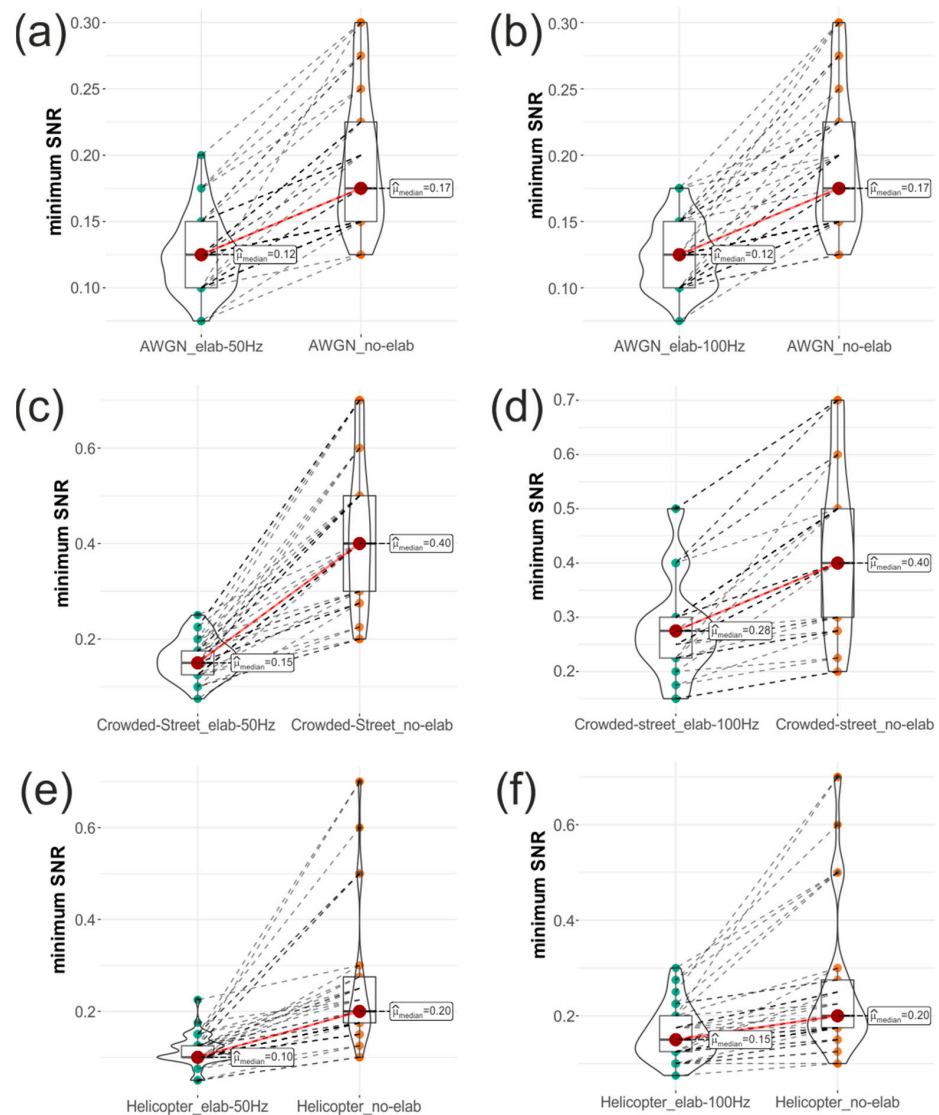 (a)
minimum SNR
0.30
0.25
0.20
0.15
0.10
μ̂median=0.17
μ̂median=0.12
AWGN_elab-50Hz
AWGN_no-elab
(b)
minimum SNR
0.30
0.25
0.20
0.15
0.10
μ̂median=0.17
μ̂median=0.12
AWGN_elab-100Hz
AWGN_no-elab
(c)
minimum SNR
0.6
0.4
0.2
μ̂median=0.40
μ̂median=0.15
Crowded-Street_elab-50Hz
Crowded-Street_no-elab
(d)
minimum SNR
0.7
0.6
0.5
0.4
0.3
0.2
μ̂median=0.40
μ̂median=0.28
Crowded-street_elab-100Hz
Crowded-street_no-elab
(e)
minimum SNR
0.6
0.4
0.2
μ̂median=0.20
μ̂median=0.10
Helicopter_elab-50Hz
Helicopter_no-elab
(f)
minimum SNR
0.6
0.4
0.2
μ̂median=0.20
μ̂median=0.15
Helicopter_elab-100Hz
Helicopter_no-elab